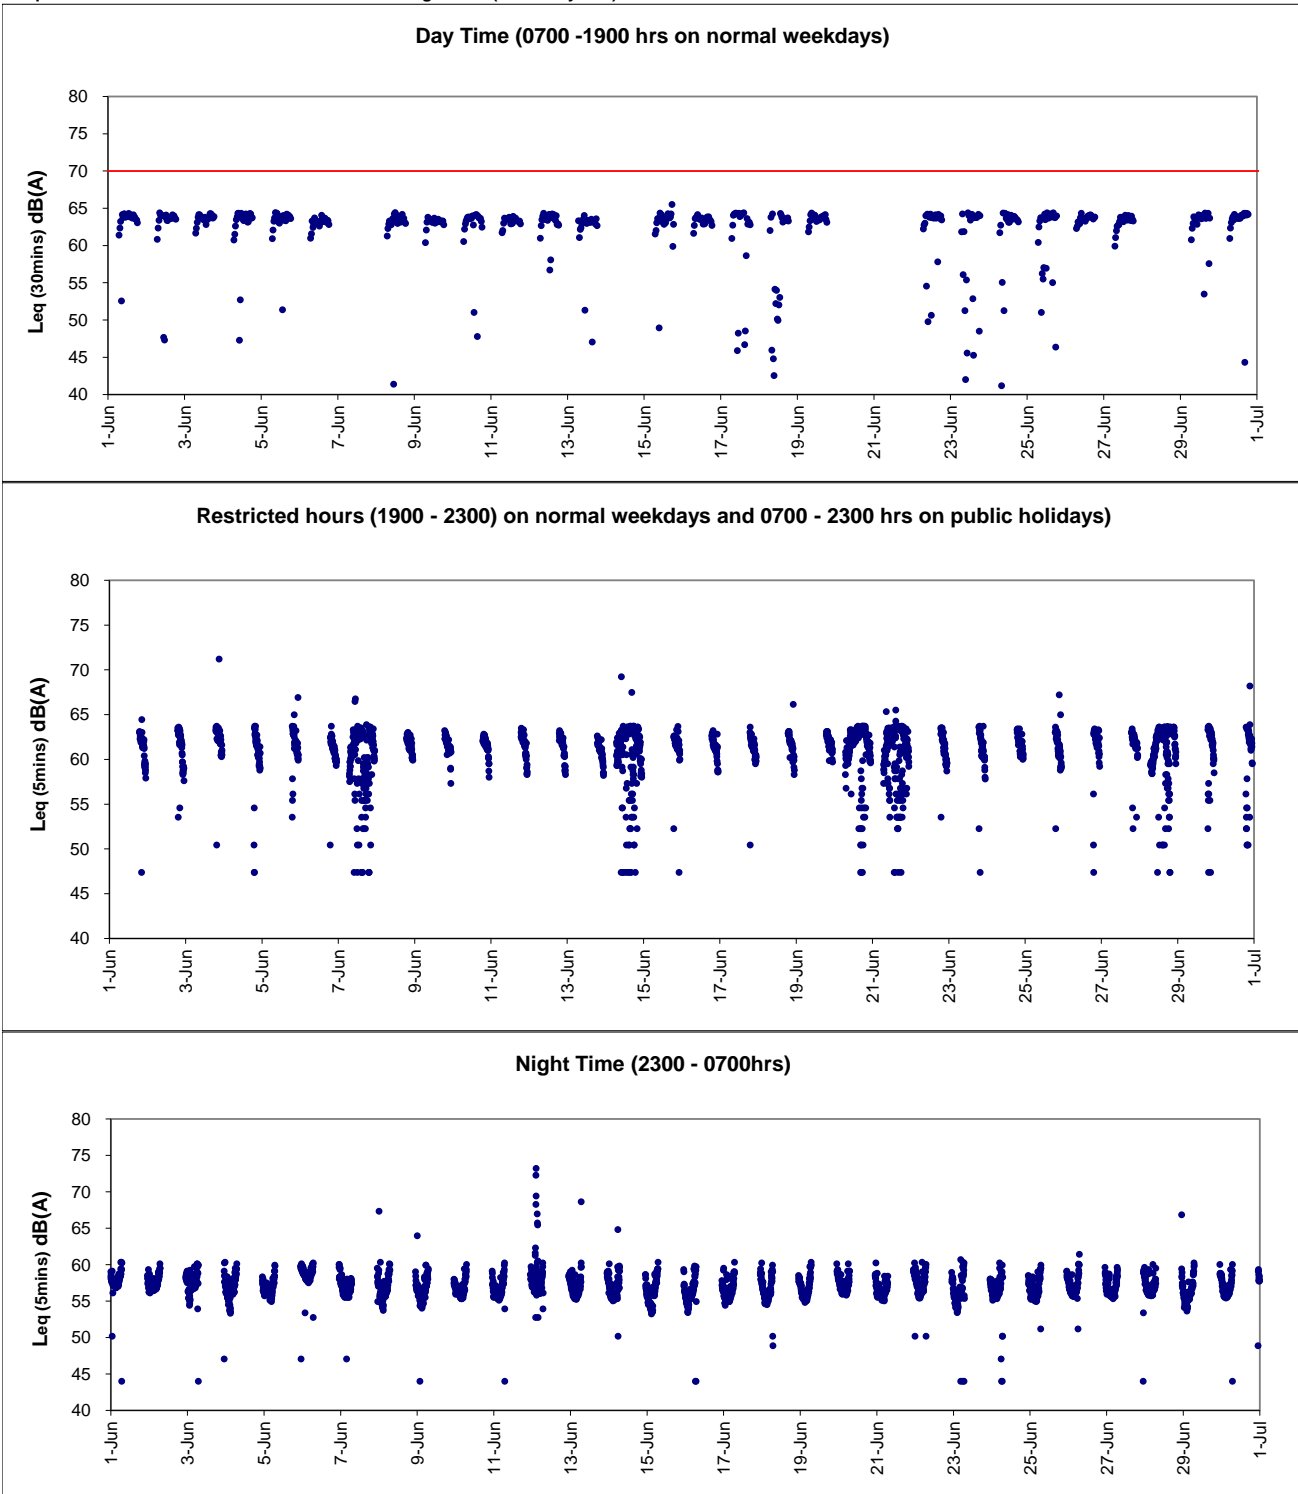 Day Time (0700 -1900 hrs on normal weekdays)
Leq (30mins) dB(A)
80
75
70
65
60
55
50
45
40
1-Jun
3-Jun
5-Jun
7-Jun
9-Jun
11-Jun
13-Jun
15-Jun
17-Jun
19-Jun
21-Jun
23-Jun
25-Jun
27-Jun
29-Jun
1-Jul
Restricted hours (1900 - 2300) on normal weekdays and 0700 - 2300 hrs on public holidays)
Leq (5mins) dB(A)
80
75
70
65
60
55
50
45
40
1-Jun
3-Jun
5-Jun
7-Jun
9-Jun
11-Jun
13-Jun
15-Jun
17-Jun
19-Jun
21-Jun
23-Jun
25-Jun
27-Jun
29-Jun
1-Jul
Night Time (2300 - 0700hrs)
Leq (5mins) dB(A)
80
75
70
65
60
55
50
45
40
1-Jun
3-Jun
5-Jun
7-Jun
9-Jun
11-Jun
13-Jun
15-Jun
17-Jun
19-Jun
21-Jun
23-Jun
25-Jun
27-Jun
29-Jun
1-Jul